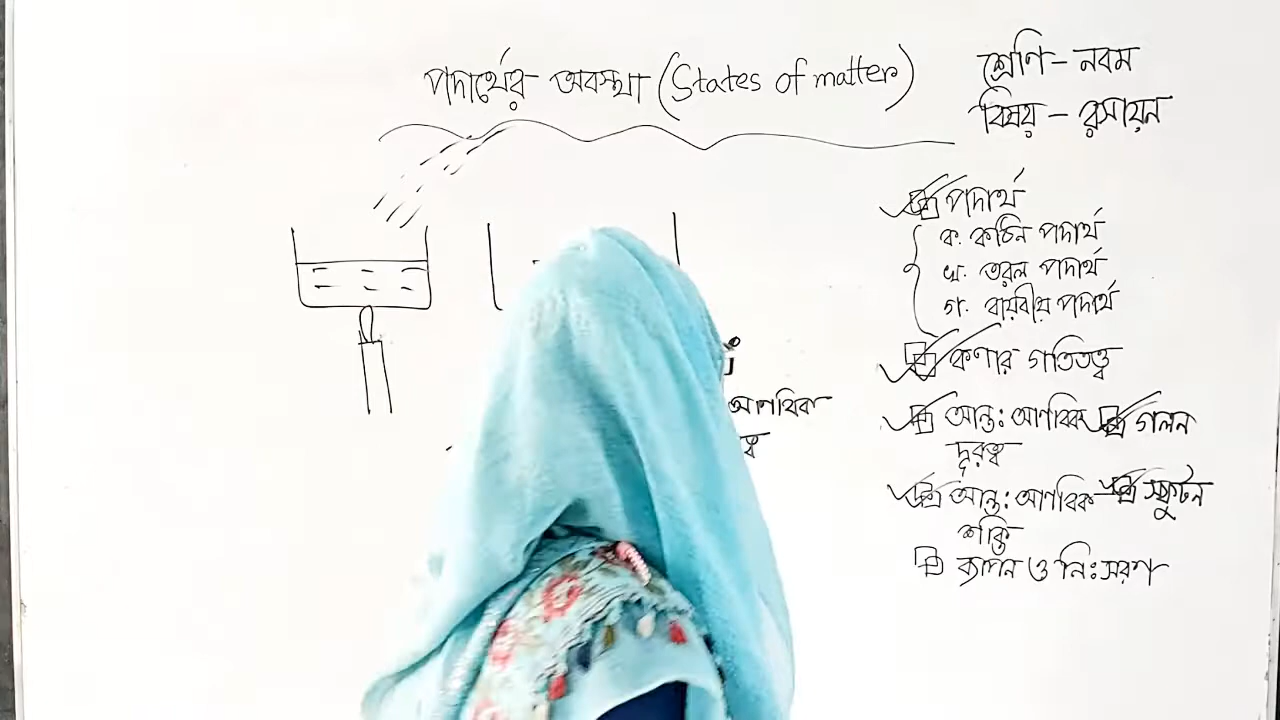 পদার্থের অবস্থা (States of matter)
শ্রেণি - নবম
বিষয় - রসায়ন
পদার্থ
ক. কঠিন পদার্থ
খ. তরল পদার্থ
গ. বায়বীয় পদার্থ
কণার গতিতত্ত্ব
আন্তঃআণবিক দূরত্ব
গলন
আন্তঃআণবিক শক্তি
স্ফুটন
ব্যাপন ও নিঃসরণ
আণবিক